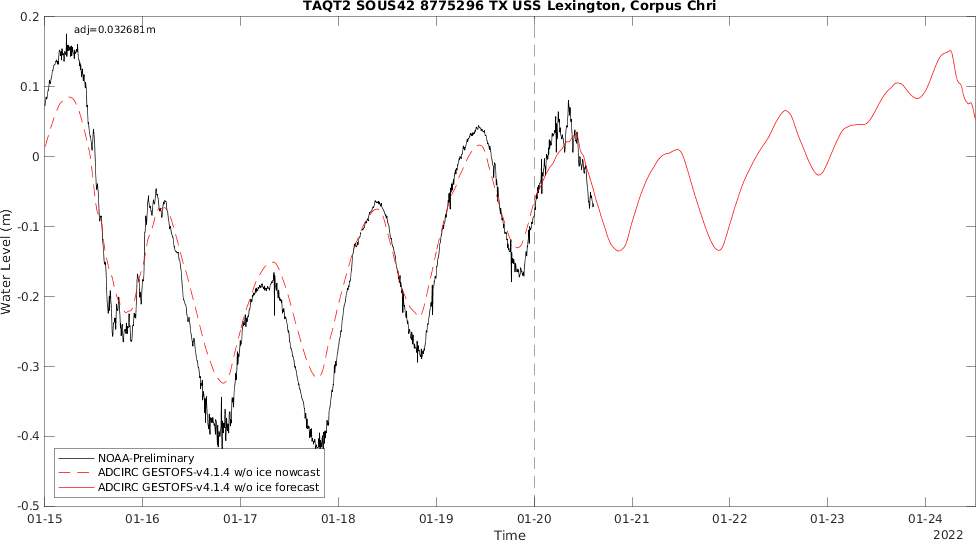 TAQT2 SOUS42 8775296 TX USS Lexington, Corpus Chri
adj=0.032681m
0.2
0.1
0
-0.1
-0.2
-0.3
-0.4
-0.5
Water Level (m)
NOAA-Preliminary
ADCIRC GESTOFS-v4.1.4 w/o ice nowcast
ADCIRC GESTOFS-v4.1.4 w/o ice forecast
01-15 01-16 01-17 01-18 01-19 01-20 01-21 01-22 01-23 01-24
Time
2022